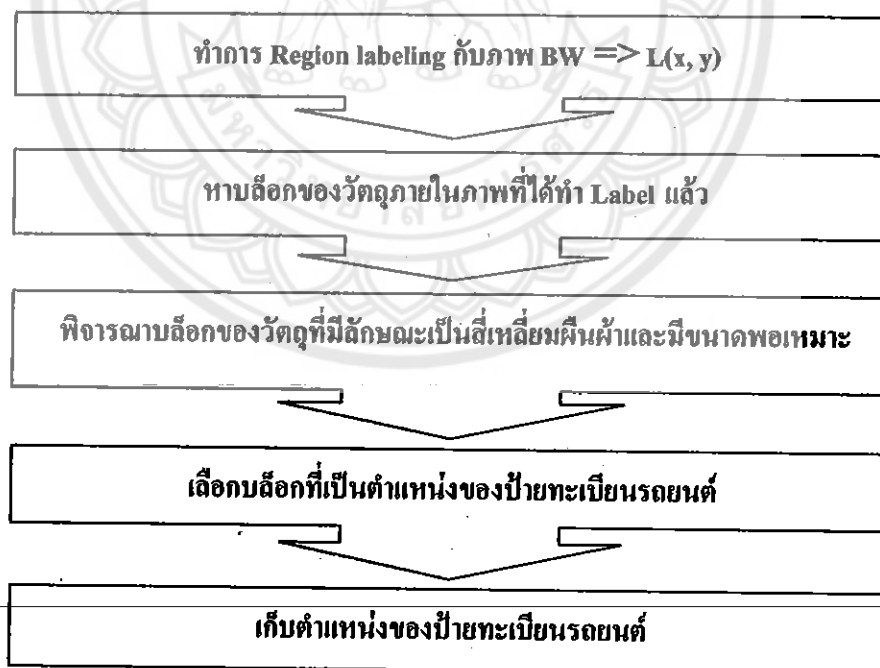 ทำการ Region labeling กับภาพ BW => L(x, y)
หาบล็อกของวัตถุภายในภาพที่ได้ทำ Label แล้ว
พิจารณาบล็อกของวัตถุที่มีลักษณะเป็นสี่เหลี่ยมผืนผ้าและมีขนาดพอเหมาะ
เลือกบล็อกที่เป็นตำแหน่งของป้ายทะเบียนรถยนต์
เก็บตำแหน่งของป้ายทะเบียนรถยนต์